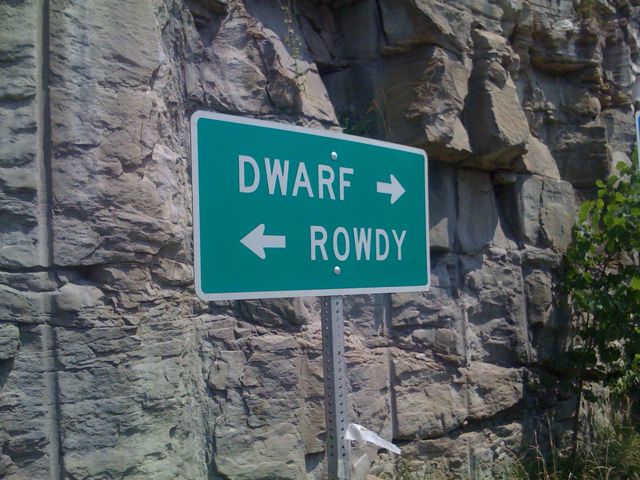 DWARF →
← ROWDY